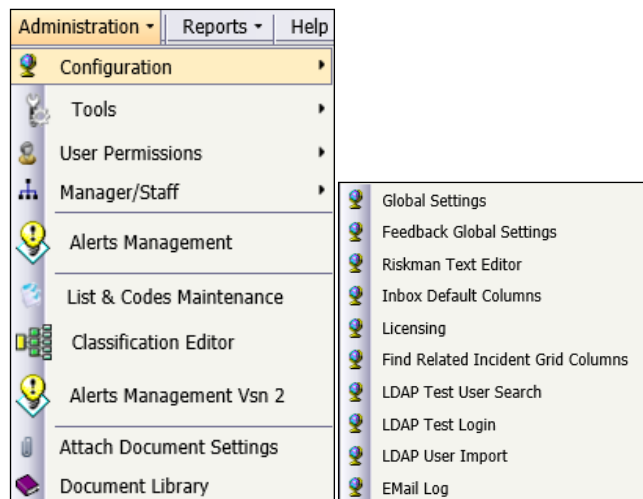 Administration Reports Help
Configuration
Tools
User Permissions
Manager/Staff
Alerts Management
List & Codes Maintenance
Classification Editor
Alerts Management Vsn 2
Attach Document Settings
Document Library
Global Settings
Feedback Global Settings
Riskman Text Editor
Inbox Default Columns
Licensing
Find Related Incident Grid Columns
LDAP Test User Search
LDAP Test Login
LDAP User Import
EMail Log